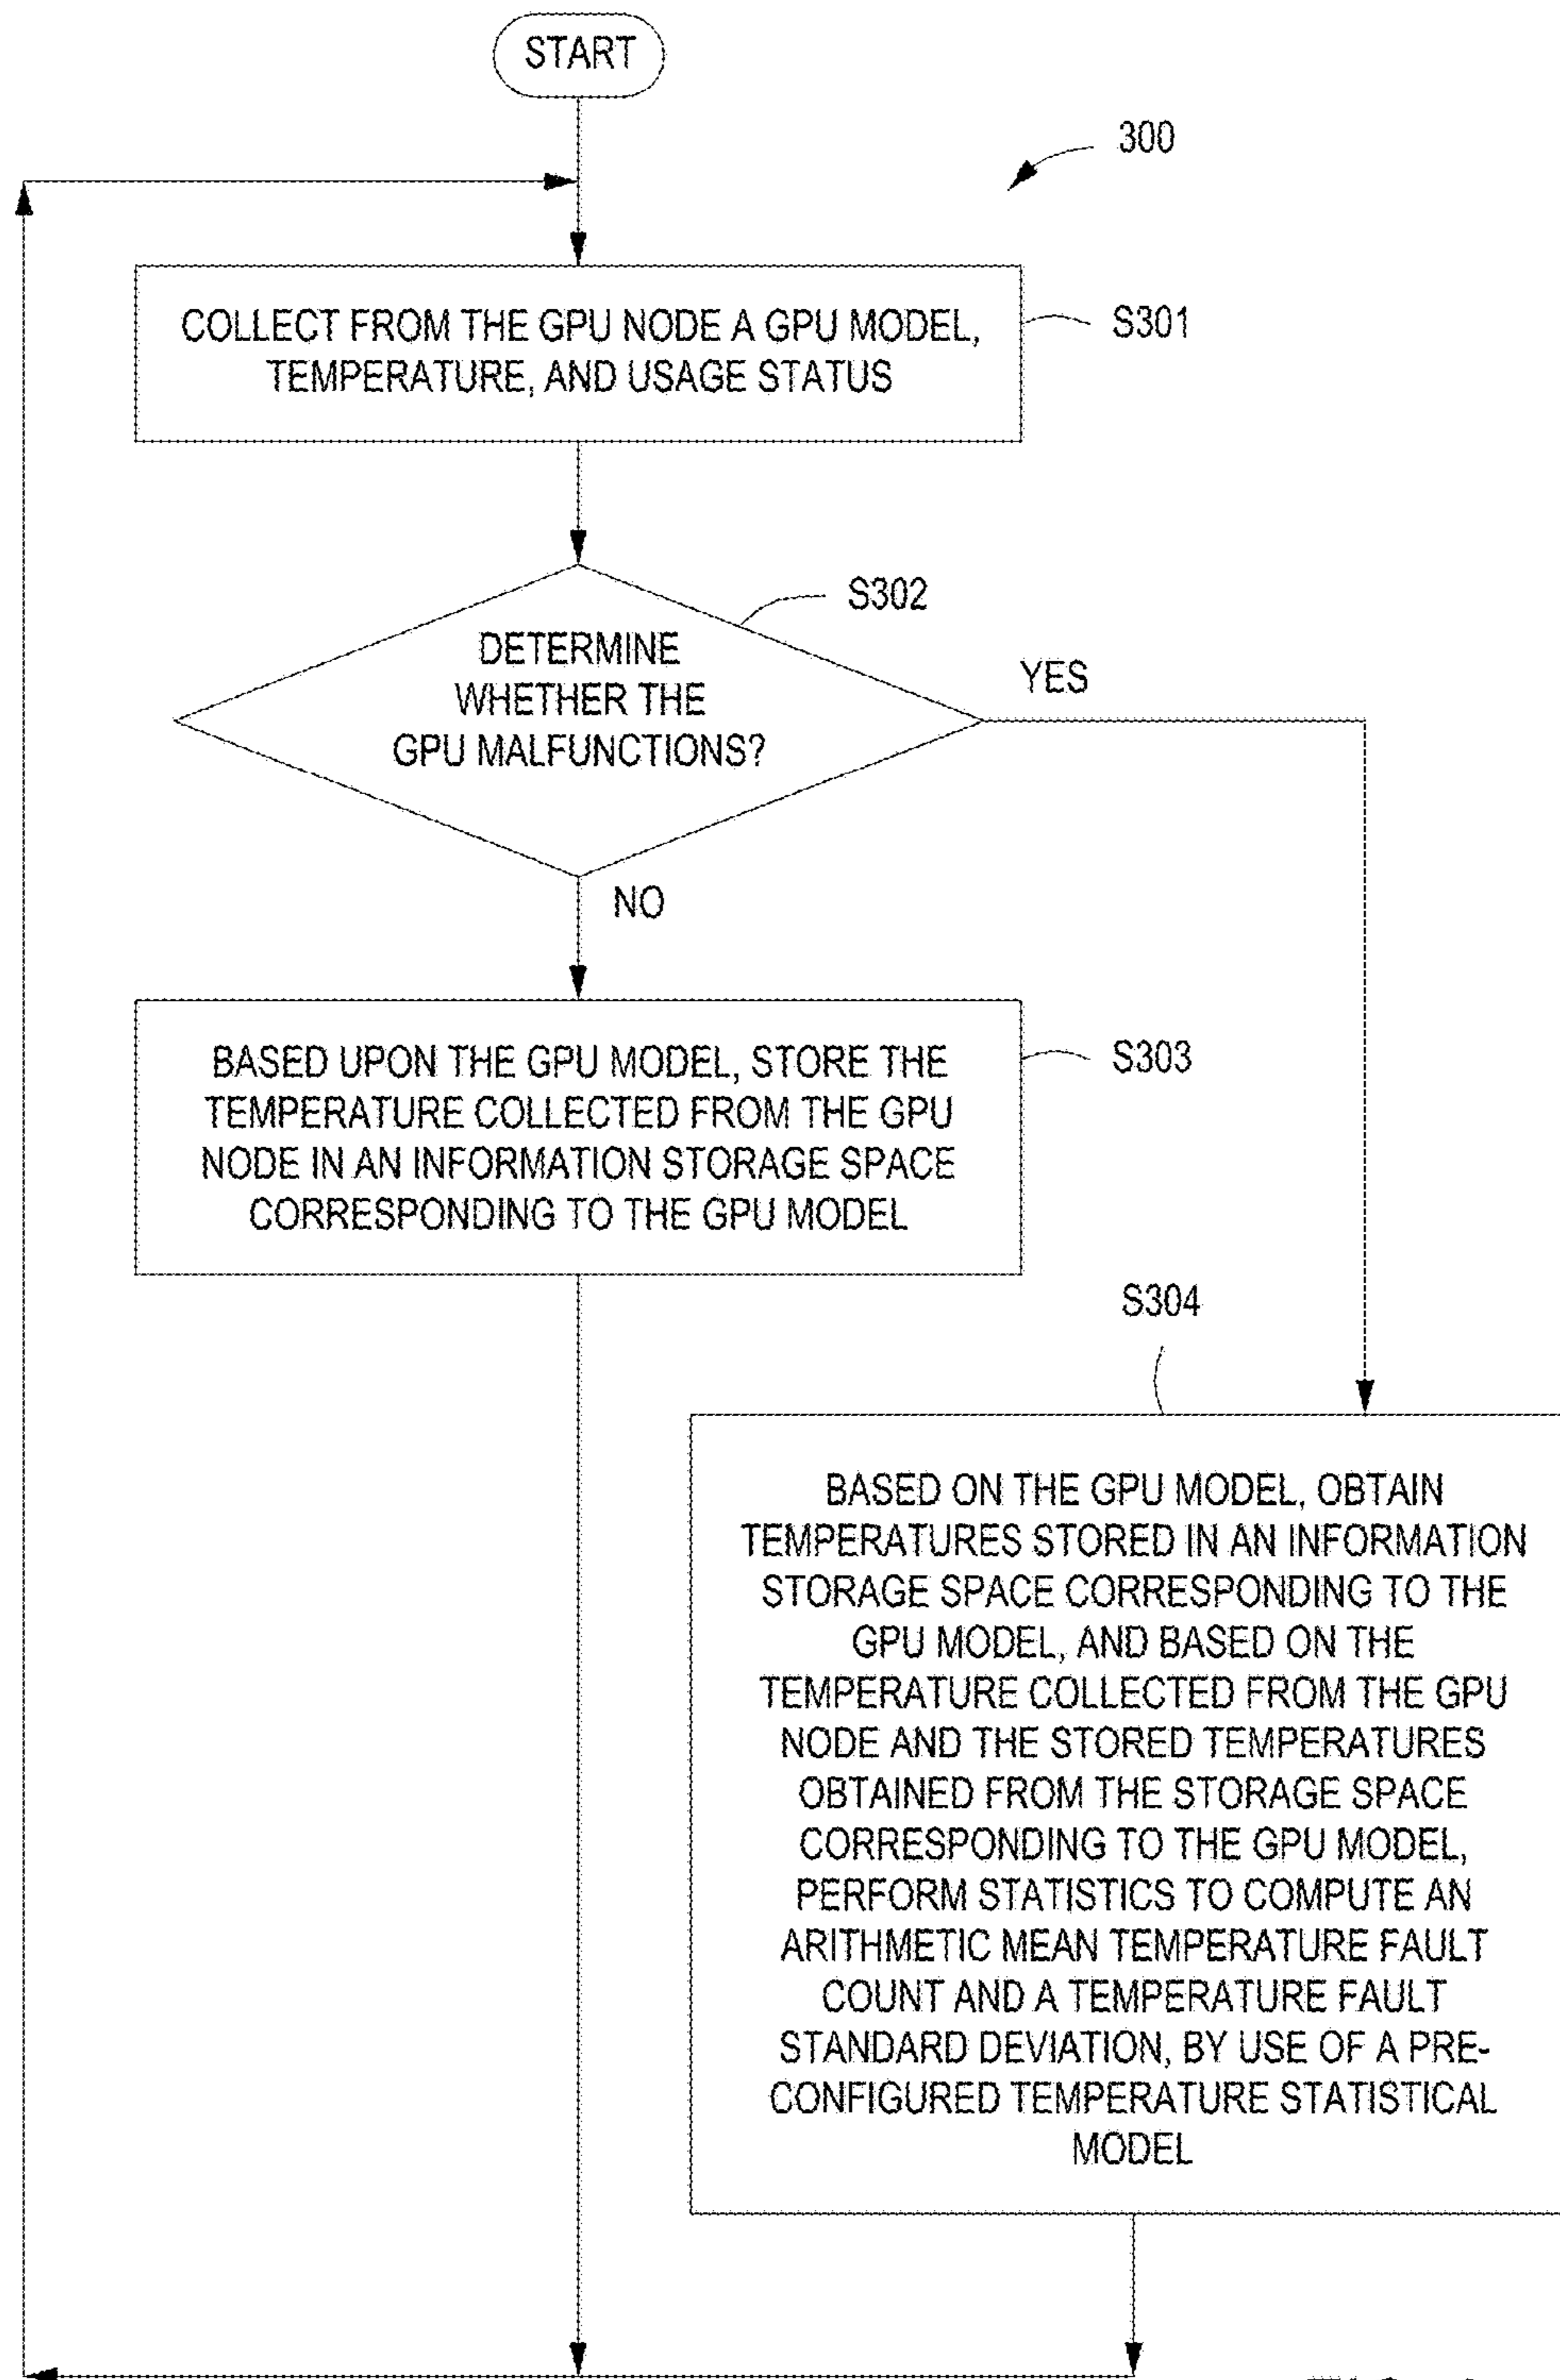 START
300
COLLECT FROM THE GPU NODE A GPU MODEL,
TEMPERATURE, AND USAGE STATUS
S301
S302
DETERMINE
WHETHER THE
GPU MALFUNCTIONS?
YES
NO
BASED UPON THE GPU MODEL, STORE THE
TEMPERATURE COLLECTED FROM THE GPU
NODE IN AN INFORMATION STORAGE SPACE
CORRESPONDING TO THE GPU MODEL
S303
S304
BASED ON THE GPU MODEL, OBTAIN
TEMPERATURES STORED IN AN INFORMATION
STORAGE SPACE CORRESPONDING TO THE
GPU MODEL, AND BASED ON THE
TEMPERATURE COLLECTED FROM THE GPU
NODE AND THE STORED TEMPERATURES
OBTAINED FROM THE STORAGE SPACE
CORRESPONDING TO THE GPU MODEL,
PERFORM STATISTICS TO COMPUTE AN
ARITHMETIC MEAN TEMPERATURE FAULT
COUNT AND A TEMPERATURE FAULT
STANDARD DEVIATION, BY USE OF A PRE-
CONFIGURED TEMPERATURE STATISTICAL
MODEL